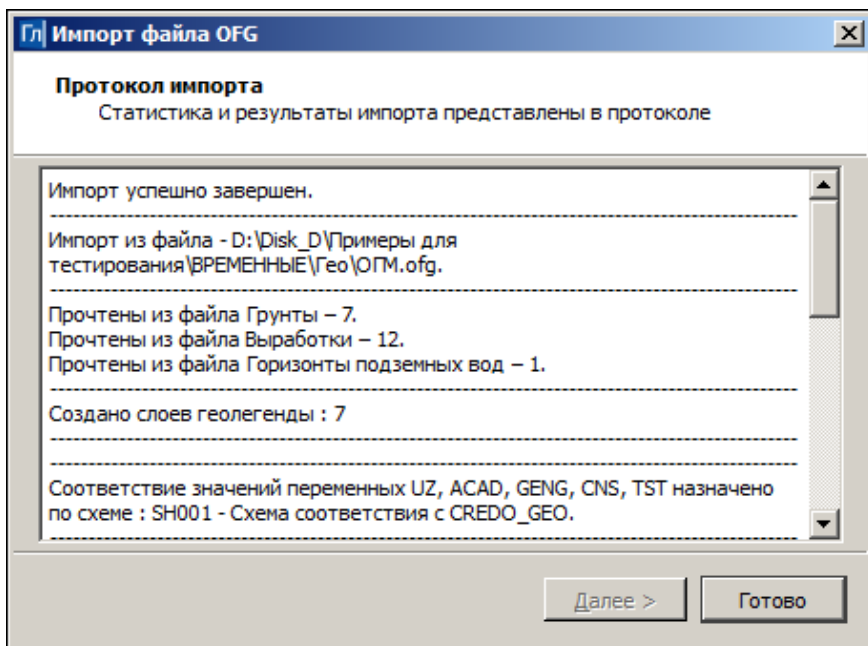 Гл Импорт файла OFG
Протокол импорта
Статистика и результаты импорта представлены в протоколе
Импорт успешно завершен.
Импорт из файла - D:\Disk_D\Примеры для
тестирования\ВРЕМЕННЫЕ\Гео\ОГМ.ofg.
Прочтены из файла Грунты – 7.
Прочтены из файла Выработки – 12.
Прочтены из файла Горизонты подземных вод – 1.
Создано слоев геолегенды : 7
Соответствие значений переменных UZ, ACAD, GENG, CNS, TST назначено
по схеме : SH001 - Схема соответствия с CREDO_GEO.
Далее >
Готово